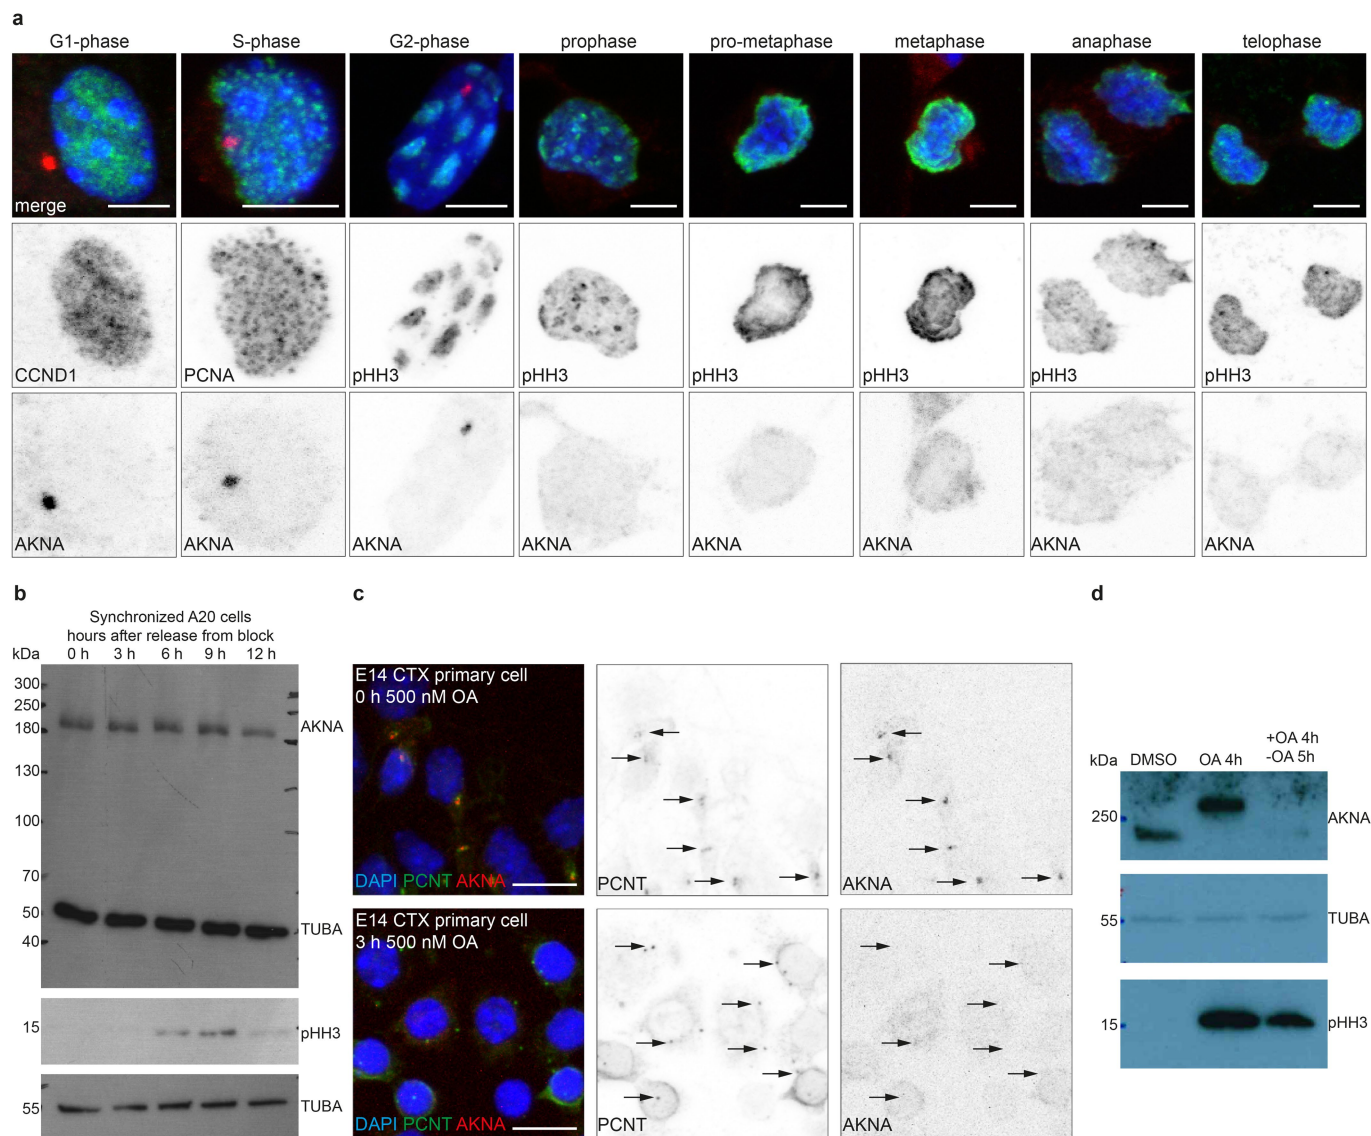 a
G1-phase S-phase G2-phase prophase pro-metaphase metaphase anaphase telophase
merge
CCND1 PCNA pHH3 pHH3 pHH3 pHH3 pHH3 pHH3
AKNA AKNA AKNA AKNA AKNA AKNA AKNA AKNA
b
Synchronized A20 cells
hours after release from block
kDa 0 h 3 h 6 h 9 h 12 h
300
250
180 AKNA
130
100
70
50 TUBA
40
15 pHH3
55 TUBA
c
E14 CTX primary cell
0 h 500 nM OA
DAPI PCNT AKNA PCNT AKNA
E14 CTX primary cell
3 h 500 nM OA
DAPI PCNT AKNA PCNT AKNA
d
+OA 4h
kDa DMSO OA 4h -OA 5h
250 AKNA
55 TUBA
15 pHH3